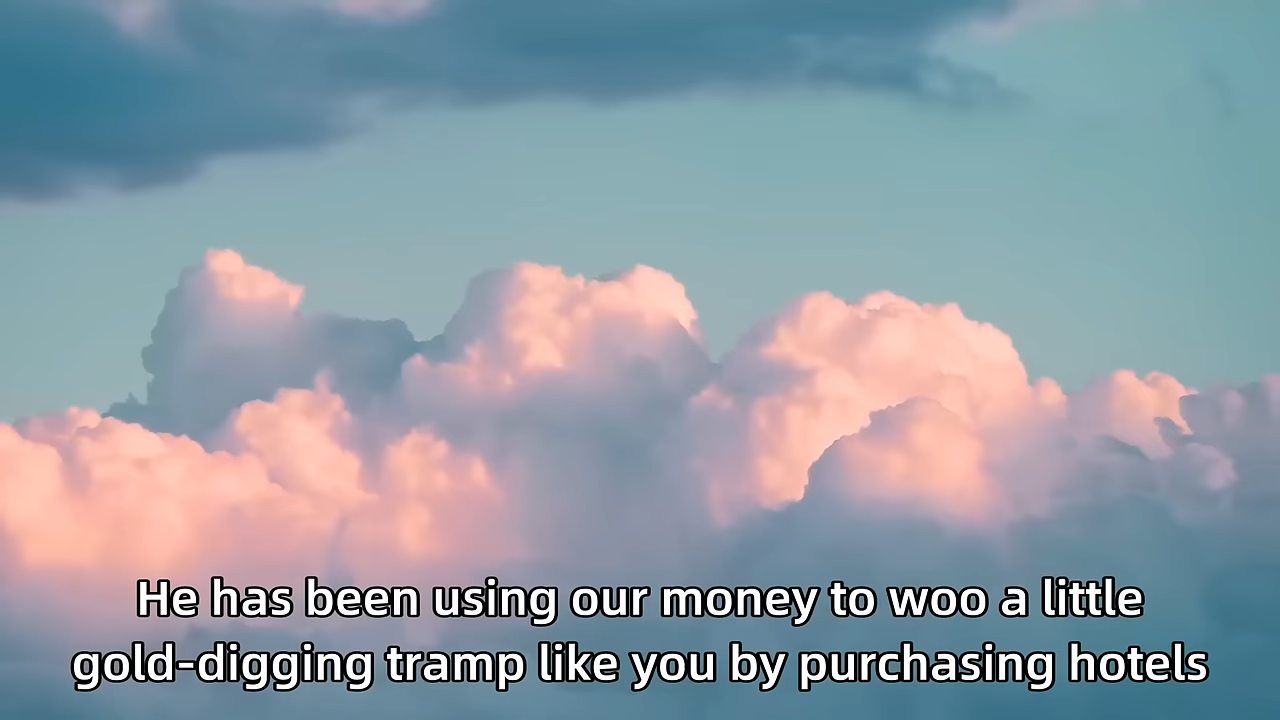 He has been using our money to woo a little
gold-digging tramp like you by purchasing hotels